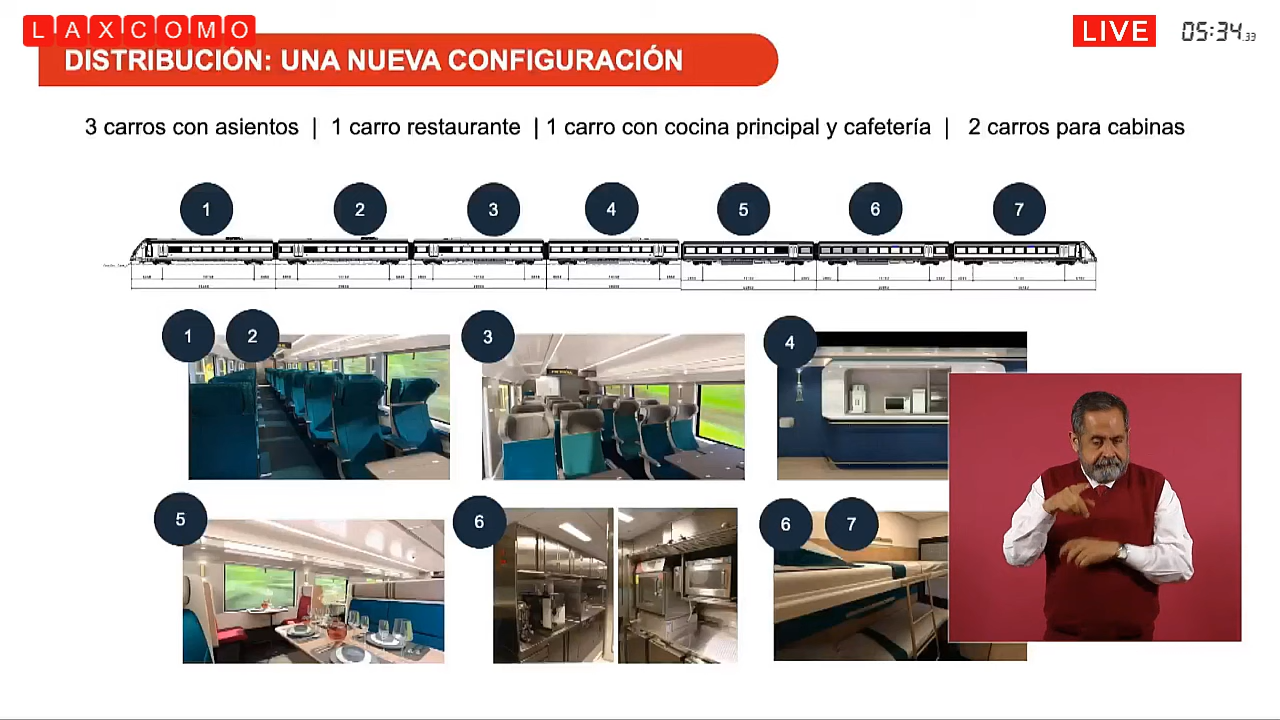 LAXCOMO
LIVE
05:34.33
DISTRIBUCIÓN: UNA NUEVA CONFIGURACIÓN
3 carros con asientos | 1 carro restaurante | 1 carro con cocina principal y cafetería | 2 carros para cabinas
1 2 3 4 5 6 7
1 2 3 4
5 6 6 7